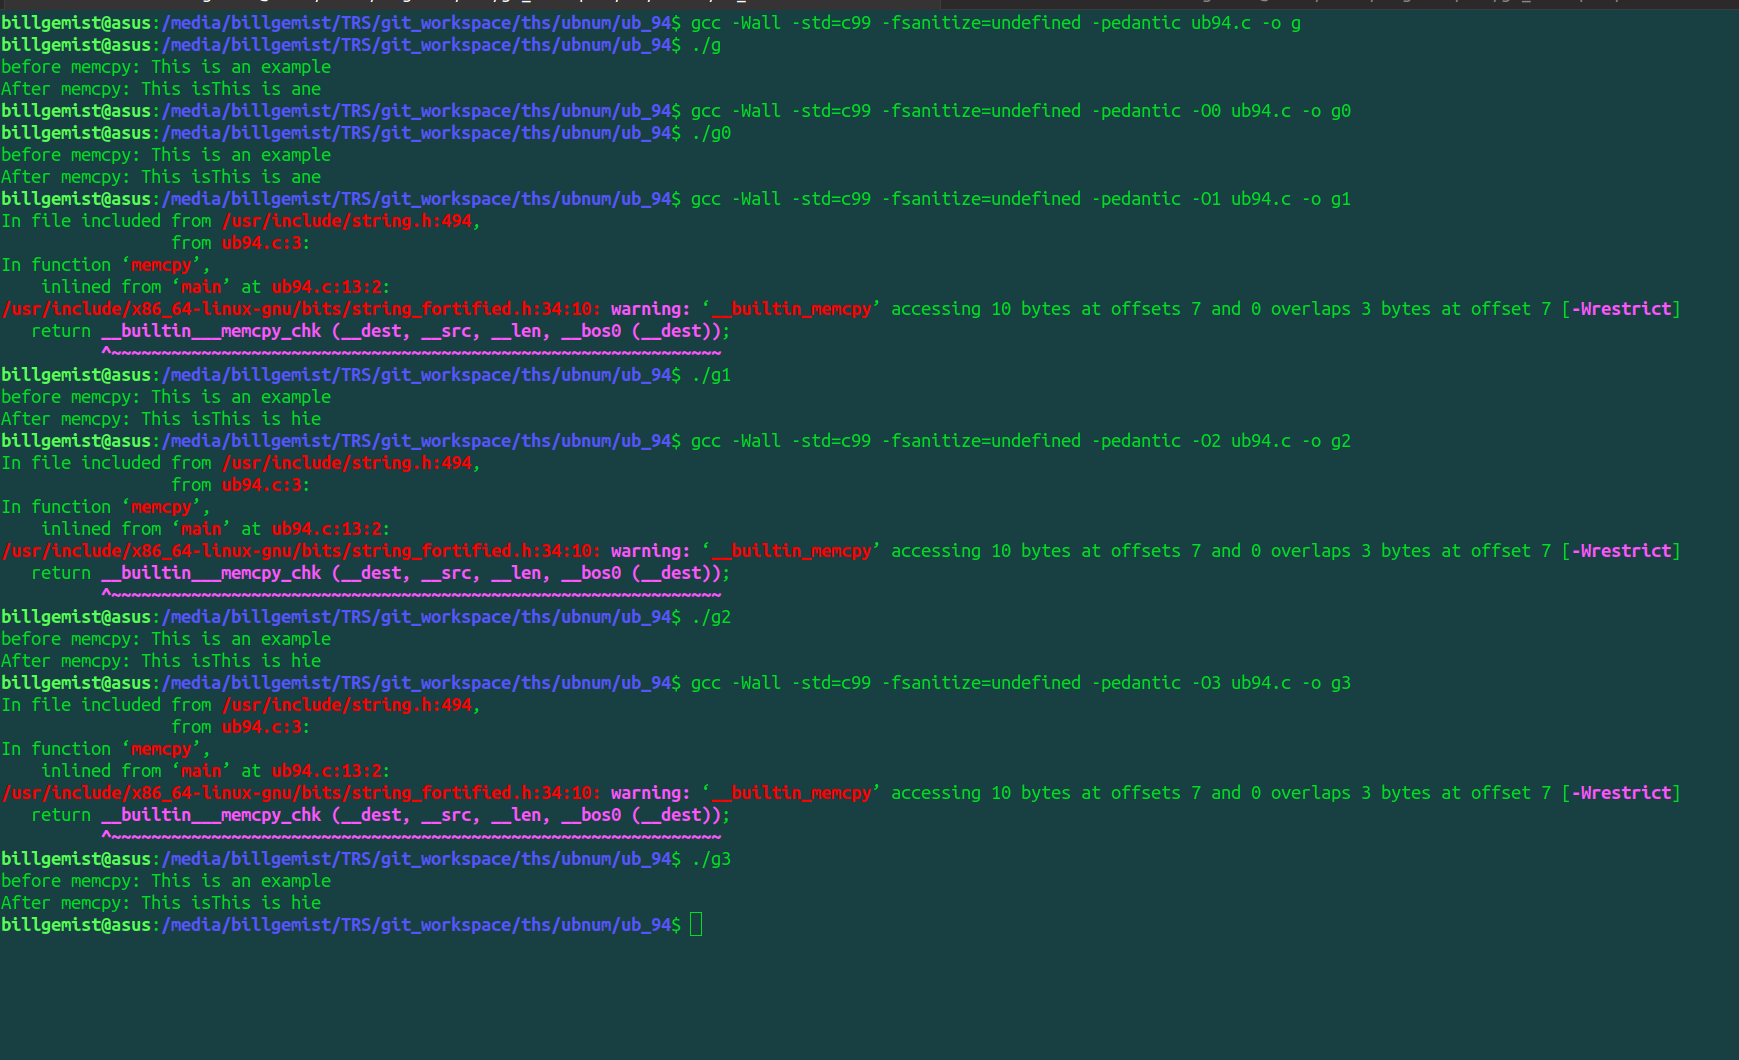 billgemist@asus:/media/billgemist/TRS/git_workspace/ths/ubnum/ub_94$ gcc -Wall -std=c99 -fsanitize=undefined -pedantic ub94.c -o g
billgemist@asus:/media/billgemist/TRS/git_workspace/ths/ubnum/ub_94$ ./g
before memcpy: This is an example
After memcpy: This isThis is ane
billgemist@asus:/media/billgemist/TRS/git_workspace/ths/ubnum/ub_94$ gcc -Wall -std=c99 -fsanitize=undefined -pedantic -O0 ub94.c -o g0
billgemist@asus:/media/billgemist/TRS/git_workspace/ths/ubnum/ub_94$ ./g0
before memcpy: This is an example
After memcpy: This isThis is ane
billgemist@asus:/media/billgemist/TRS/git_workspace/ths/ubnum/ub_94$ gcc -Wall -std=c99 -fsanitize=undefined -pedantic -O1 ub94.c -o g1
In file included from /usr/include/string.h:494,
                 from ub94.c:3:
In function ‘memcpy’,
    inlined from ‘main’ at ub94.c:13:2:
/usr/include/x86_64-linux-gnu/bits/string_fortified.h:34:10: warning: ‘__builtin_memcpy’ accessing 10 bytes at offsets 7 and 0 overlaps 3 bytes at offset 7 [-Wrestrict]
   return __builtin___memcpy_chk (__dest, __src, __len, __bos0 (__dest));
          ^~~~~~~~~~~~~~~~~~~~~~~~~~~~~~~~~~~~~~~~~~~~~~~~~~~~~~~~~~~~~~
billgemist@asus:/media/billgemist/TRS/git_workspace/ths/ubnum/ub_94$ ./g1
before memcpy: This is an example
After memcpy: This isThis is hie
billgemist@asus:/media/billgemist/TRS/git_workspace/ths/ubnum/ub_94$ gcc -Wall -std=c99 -fsanitize=undefined -pedantic -O2 ub94.c -o g2
In file included from /usr/include/string.h:494,
                 from ub94.c:3:
In function ‘memcpy’,
    inlined from ‘main’ at ub94.c:13:2:
/usr/include/x86_64-linux-gnu/bits/string_fortified.h:34:10: warning: ‘__builtin_memcpy’ accessing 10 bytes at offsets 7 and 0 overlaps 3 bytes at offset 7 [-Wrestrict]
   return __builtin___memcpy_chk (__dest, __src, __len, __bos0 (__dest));
          ^~~~~~~~~~~~~~~~~~~~~~~~~~~~~~~~~~~~~~~~~~~~~~~~~~~~~~~~~~~~~~
billgemist@asus:/media/billgemist/TRS/git_workspace/ths/ubnum/ub_94$ ./g2
before memcpy: This is an example
After memcpy: This isThis is hie
billgemist@asus:/media/billgemist/TRS/git_workspace/ths/ubnum/ub_94$ gcc -Wall -std=c99 -fsanitize=undefined -pedantic -O3 ub94.c -o g3
In file included from /usr/include/string.h:494,
                 from ub94.c:3:
In function ‘memcpy’,
    inlined from ‘main’ at ub94.c:13:2:
/usr/include/x86_64-linux-gnu/bits/string_fortified.h:34:10: warning: ‘__builtin_memcpy’ accessing 10 bytes at offsets 7 and 0 overlaps 3 bytes at offset 7 [-Wrestrict]
   return __builtin___memcpy_chk (__dest, __src, __len, __bos0 (__dest));
          ^~~~~~~~~~~~~~~~~~~~~~~~~~~~~~~~~~~~~~~~~~~~~~~~~~~~~~~~~~~~~~
billgemist@asus:/media/billgemist/TRS/git_workspace/ths/ubnum/ub_94$ ./g3
before memcpy: This is an example
After memcpy: This isThis is hie
billgemist@asus:/media/billgemist/TRS/git_workspace/ths/ubnum/ub_94$